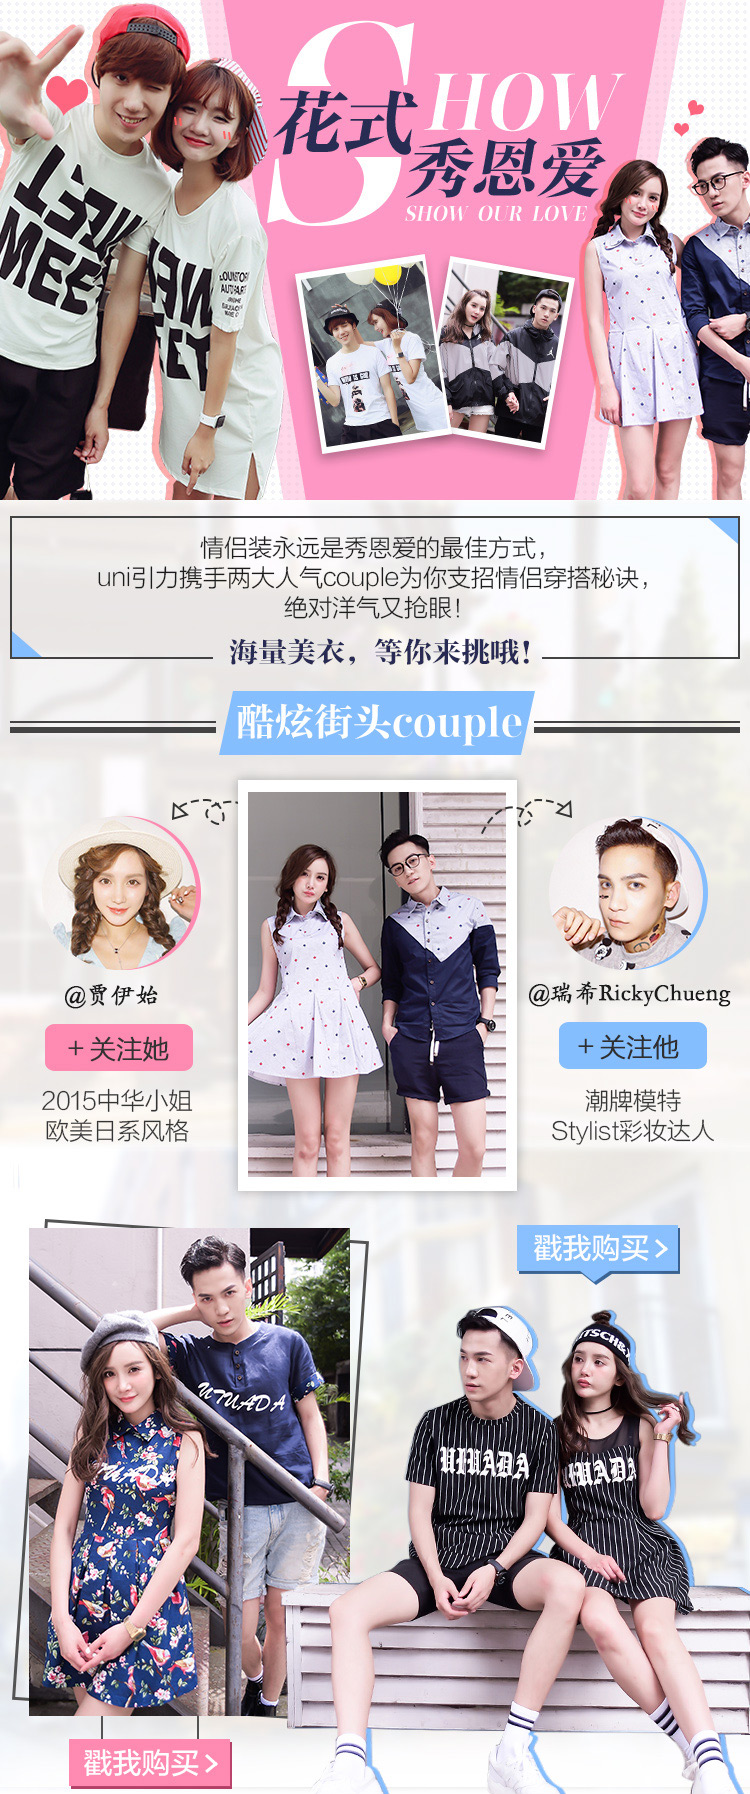 SHOW
花式
秀恩爱
SHOW OUR LOVE
MEET
情侣装永远是秀恩爱的最佳方式，
uni引力携手两大人气couple为你支招情侣穿搭秘诀，
绝对洋气又抢眼！
海量美衣，等你来挑哦！
酷炫街头couple
@贾伊始
+ 关注她
2015中华小姐
欧美日系风格
@瑞希RickyChueng
+ 关注他
潮牌模特
Stylist彩妆达人
戳我购买 >
UTUADA
VIVADA
戳我购买 >